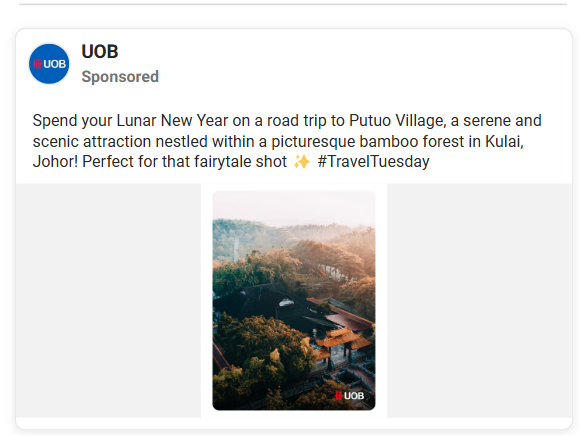 UOB
UOB
Sponsored
Spend your Lunar New Year on a road trip to Putuo Village, a serene and
scenic attraction nestled within a picturesque bamboo forest in Kulai,
Johor! Perfect for that fairytale shot ✨ #TravelTuesday
UOB